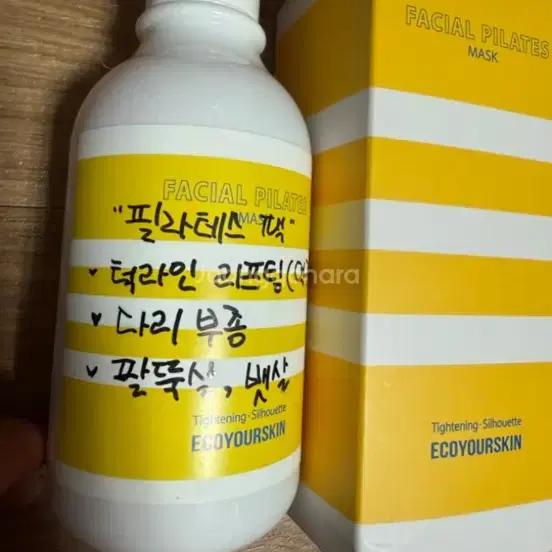 FACIAL PILATES
MASK
"필라테스 팩"
턱라인 리프팅
다리 부종
팔뚝살, 뱃살
Tightening·Silhouette
ECOYOURSKIN
FACIAL PILATES
MASK
Tightening·Silhouette
ECOYOURSKIN